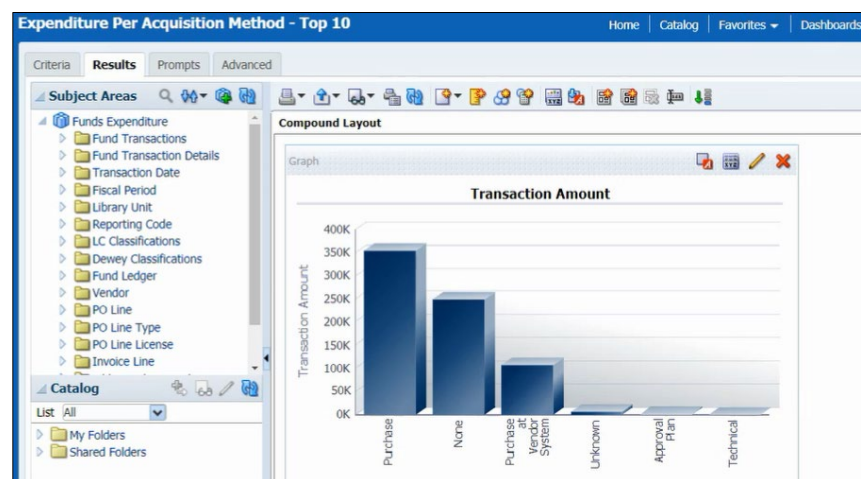 Expenditure Per Acquisition Method - Top 10
Home
Catalog
Favorites
Dashboards
Criteria
Results
Prompts
Advanced
Subject Areas
Funds Expenditure
Fund Transactions
Fund Transaction Details
Transaction Date
Fiscal Period
Library Unit
Reporting Code
LC Classifications
Dewey Classifications
Fund Ledger
Vendor
PO Line
PO Line Type
PO Line License
Invoice Line
Catalog
List All
My Folders
Shared Folders
Compound Layout
Graph
Transaction Amount
Transaction Amount
400K
350K
300K
250K
200K
150K
100K
50K
0K
Purchase
None
Purchase
at
Vendor
System
Unknown
Approval
Plan
Technical